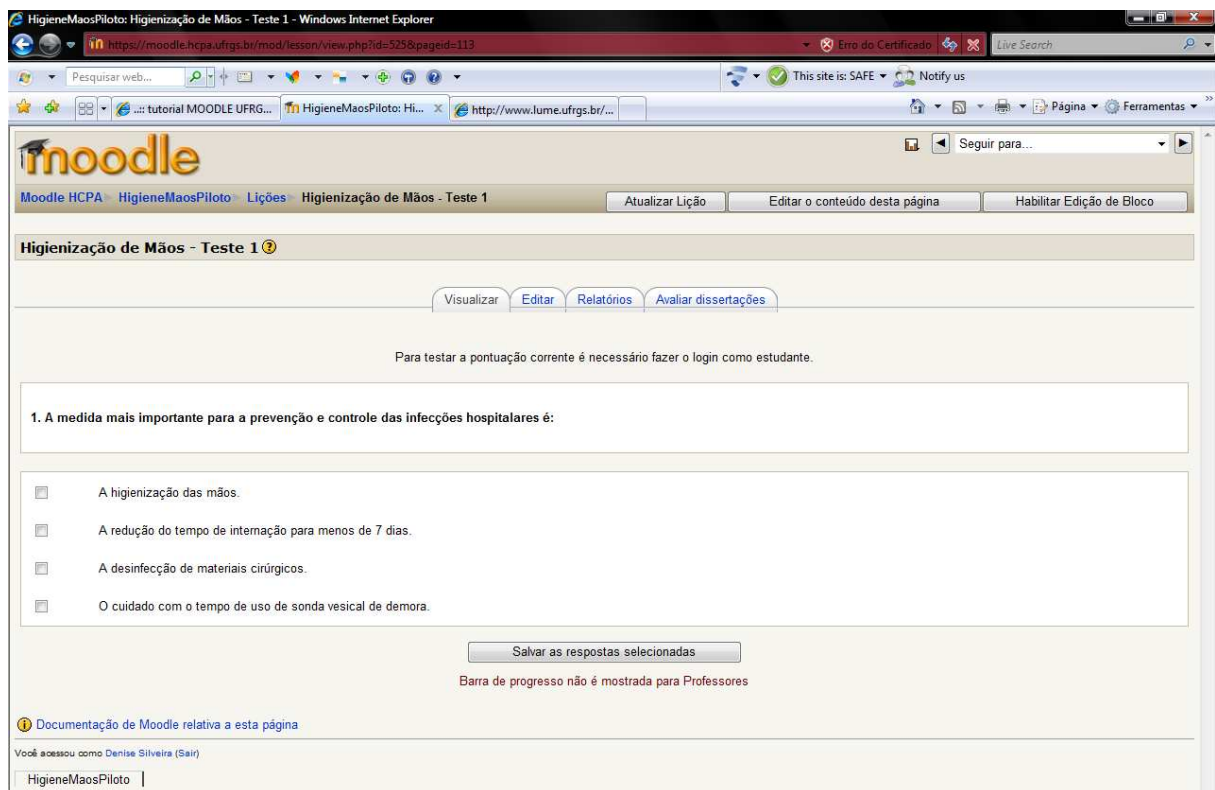 HigieneMaosPiloto: Higienização de Mãos - Teste 1 - Windows Internet Explorer
https://moodle.hcpa.ufrgs.br/mod/lesson/view.php?id=525&pageid=113
Erro do Certificado
Live Search
Pesquisar web...
This site is: SAFE
Notify us
..:: tutorial MOODLE UFRG...
HigieneMaosPiloto: Hi...
http://www.lume.ufrgs.br/...
Página
Ferramentas
moodle
Seguir para...
Moodle HCPA
HigieneMaosPiloto
Lições
Higienização de Mãos - Teste 1
Atualizar Lição
Editar o conteúdo desta página
Habilitar Edição de Bloco
Higienização de Mãos - Teste 1
Visualizar
Editar
Relatórios
Avaliar dissertações
Para testar a pontuação corrente é necessário fazer o login como estudante.
1. A medida mais importante para a prevenção e controle das infecções hospitalares é:
A higienização das mãos.
A redução do tempo de internação para menos de 7 dias.
A desinfecção de materiais cirúrgicos.
O cuidado com o tempo de uso de sonda vesical de demora.
Salvar as respostas selecionadas
Barra de progresso não é mostrada para Professores
Documentação de Moodle relativa a esta página
Você acessou como Denise Silveira (Sair)
HigieneMaosPiloto